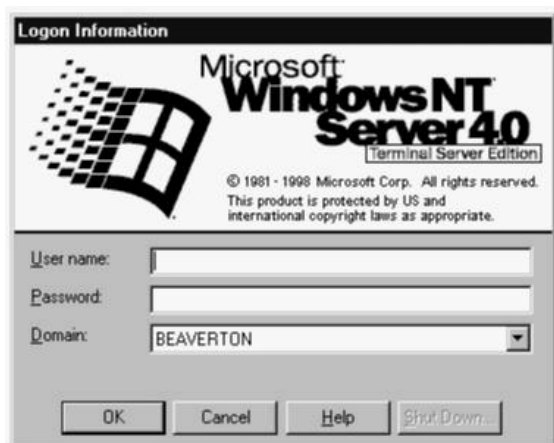 Logon Information
Microsoft
Windows NT
Server 4.0
Terminal Server Edition
© 1981 - 1998 Microsoft Corp. All rights reserved.
This product is protected by US and
international copyright laws as appropriate.
User name:
Password:
Domain: BEAVERTON
OK Cancel Help Shut Down...